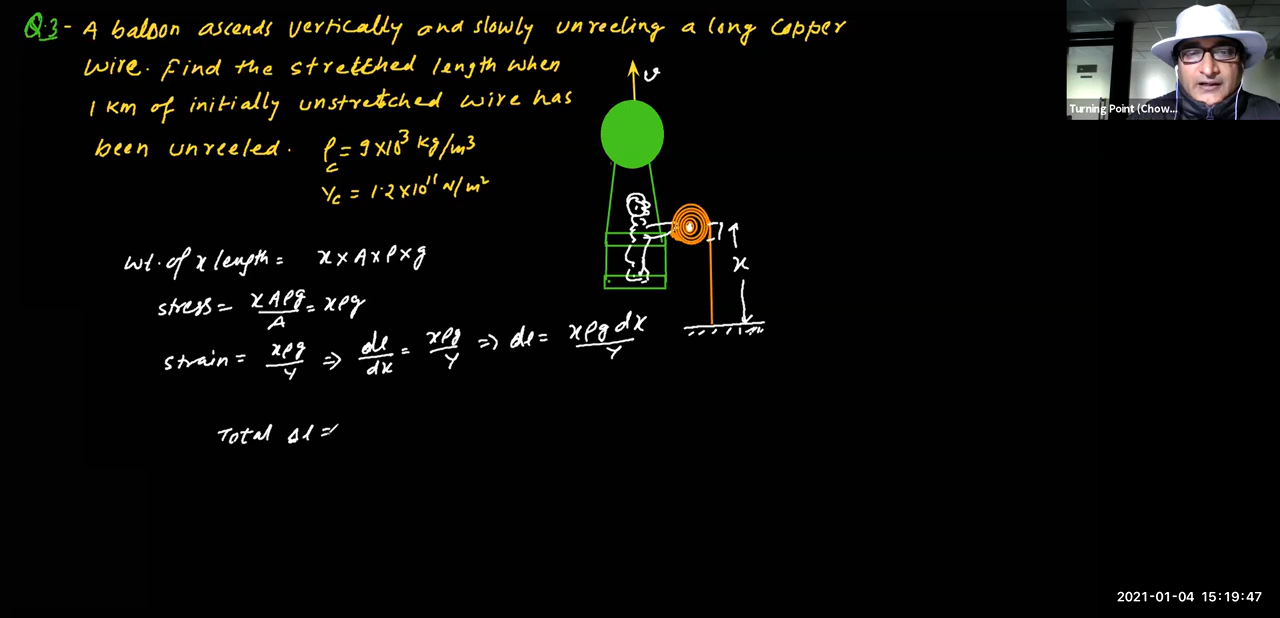 Q.3- A baloon ascends vertically and slowly unreeling a long copper
wire. Find the stretched length when
1 Km of initially unstretched wire has
been unreeled. ρc = 9×10³ kg/m³
Yc = 1.2×10¹¹ N/m²
v
x
wt. of x length = x × A × ρ × g
stress = xAρg/A = xρg
strain = xρg/Y ⇒ dl/dx = xρg/Y ⇒ dl = xρg dx/Y
Total Δl =
Turning Point (Chow...
2021-01-04 15:19:47